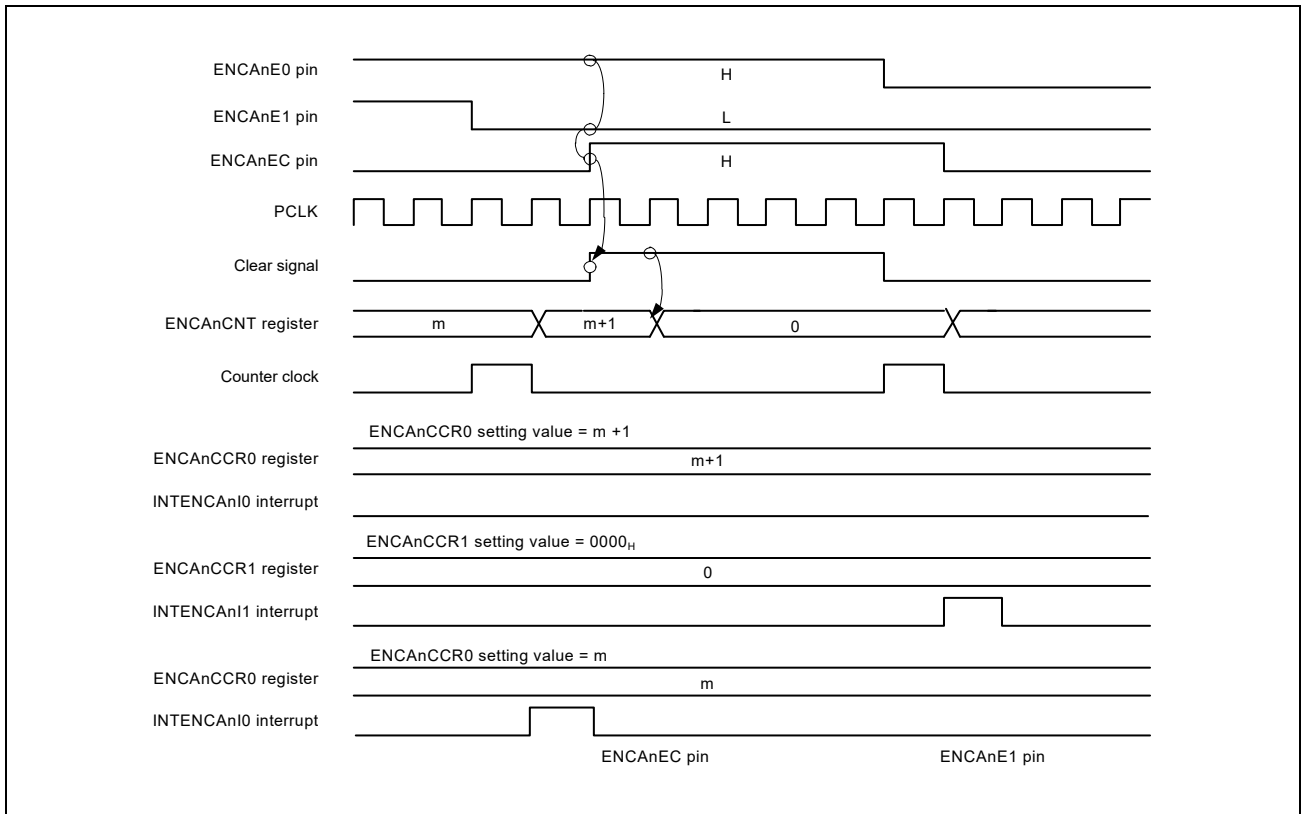 ENCAnE0 pin
H
ENCAnE1 pin
L
ENCAnEC pin
H
PCLK
Clear signal
ENCAnCNT register
m
m+1
0
Counter clock
ENCAnCCR0 setting value = m +1
ENCAnCCR0 register
m+1
INTENCAnI0 interrupt
ENCAnCCR1 setting value = 0000H
ENCAnCCR1 register
0
INTENCAnI1 interrupt
ENCAnCCR0 setting value = m
ENCAnCCR0 register
m
INTENCAnI0 interrupt
ENCAnEC pin
ENCAnE1 pin